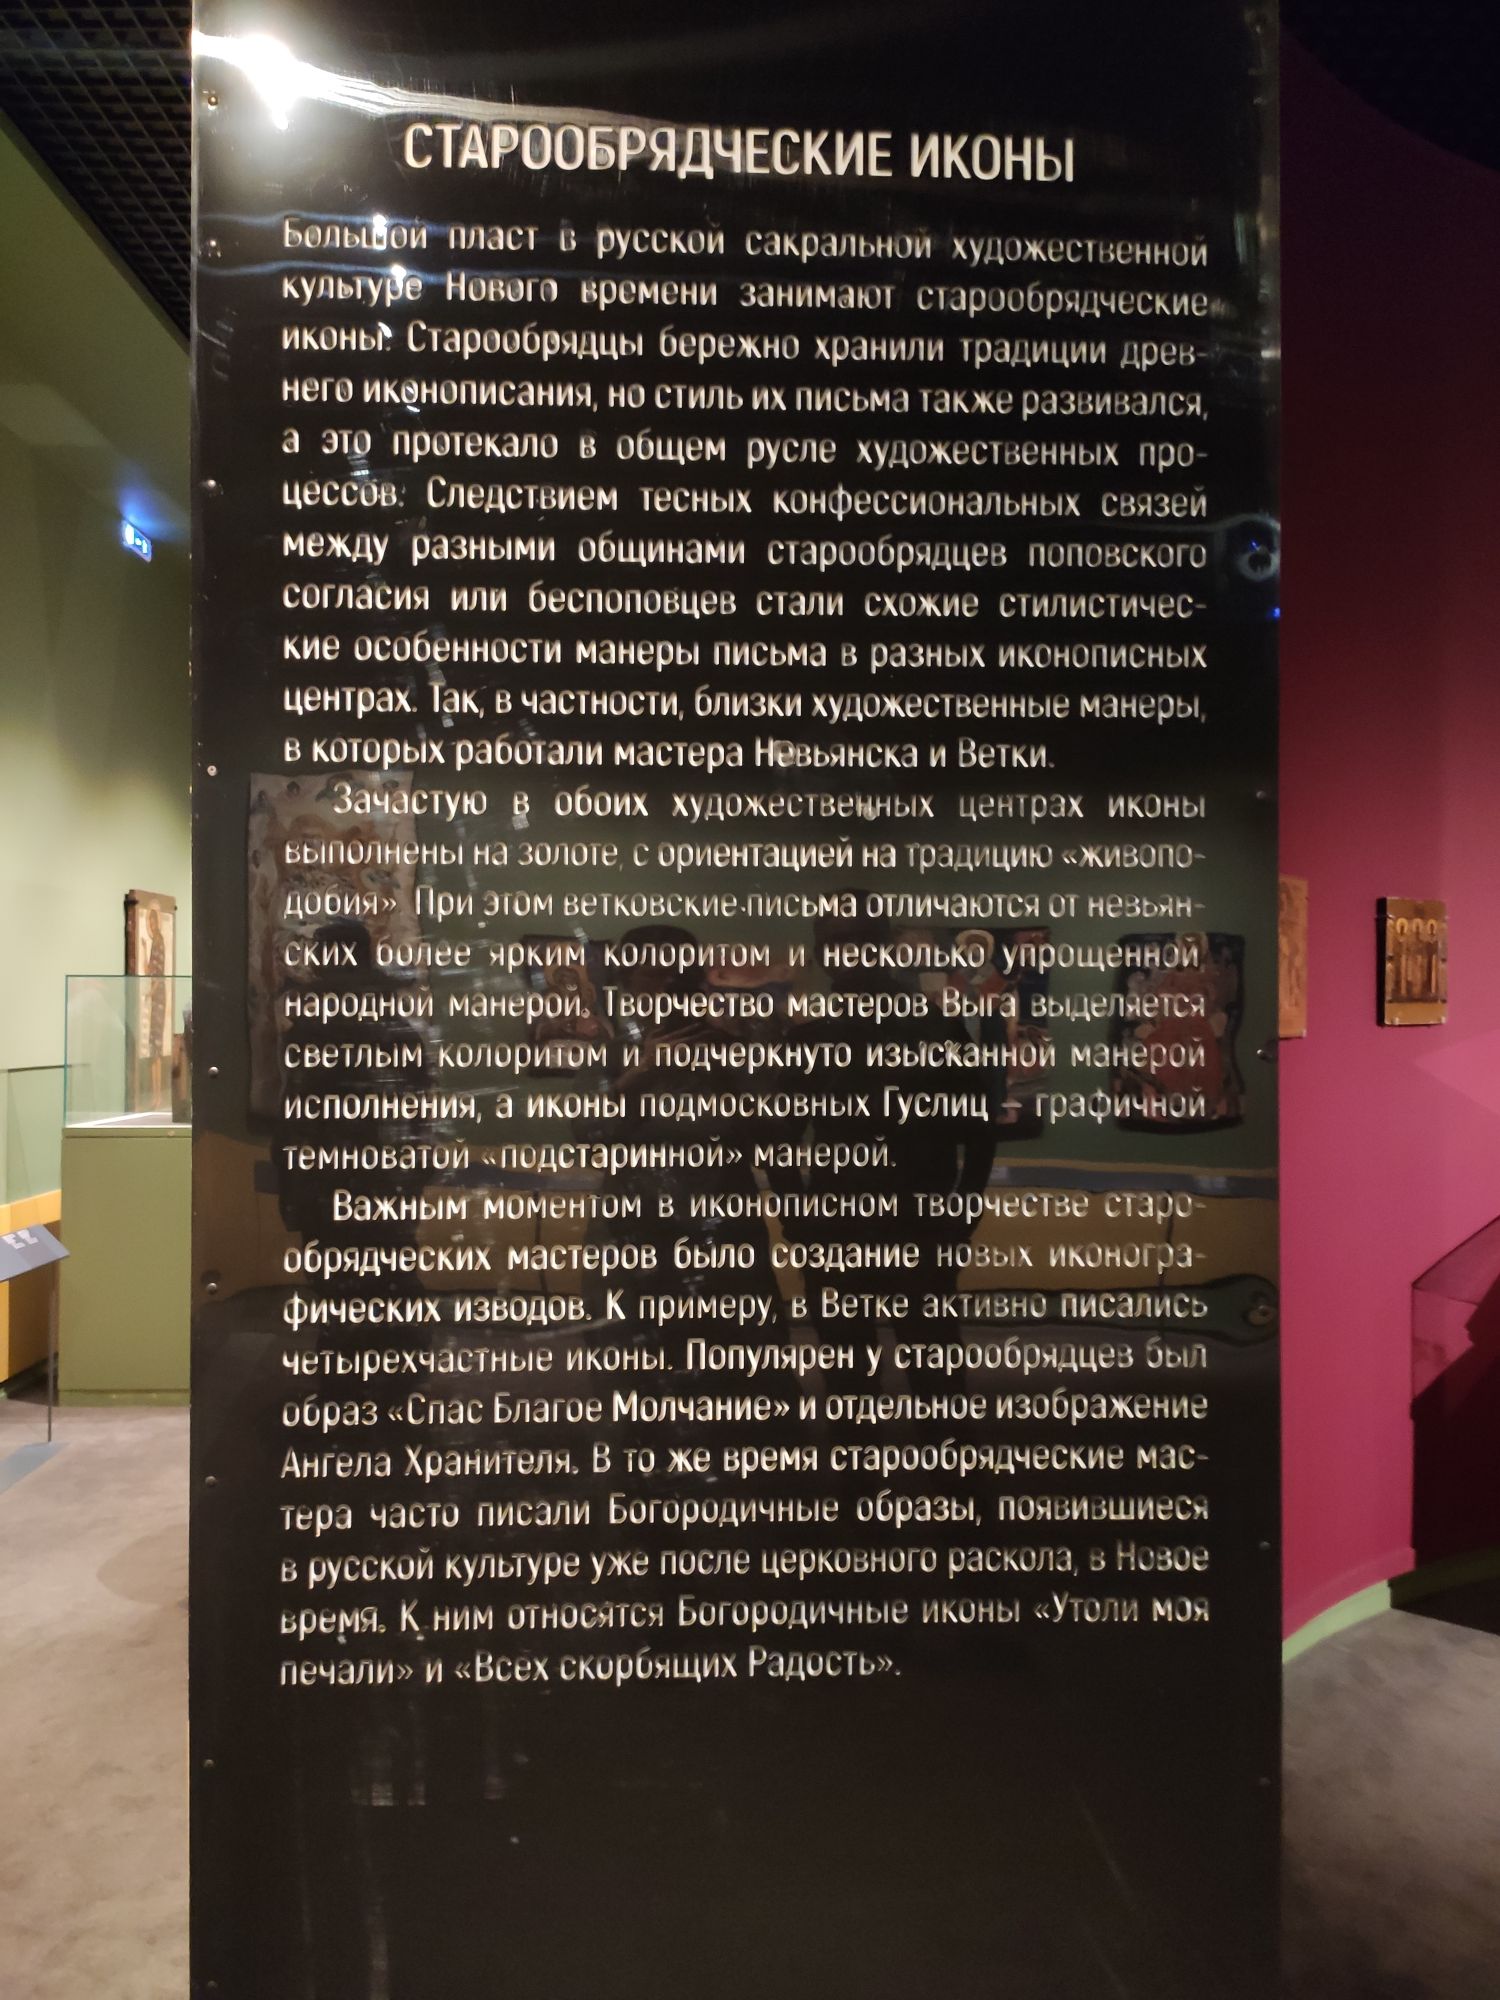 СТАРООБРЯДЧЕСКИЕ ИКОНЫ
Большой пласт в русской сакральной художественной
культуре Нового времени занимают старообрядческие
иконы. Старообрядцы бережно хранили традиции древ-
него иконописания, но стиль их письма также развивался,
а это протекало в общем русле художественных про-
цессов. Следствием тесных конфессиональных связей
между разными общинами старообрядцев поповского
согласия или беспоповцев стали схожие стилистичес-
кие особенности манеры письма в разных иконописных
центрах. Так, в частности, близки художественные манеры,
в которых работали мастера Невьянска и Ветки.
Зачастую в обоих художественных центрах иконы
выполнены на золоте, с ориентацией на традицию «живопо-
добия». При этом ветковские письма отличаются от невьян-
ских более ярким колоритом и несколько упрощенной,
народной манерой. Творчество мастеров Выга выделяется
светлым колоритом и подчеркнуто изысканной манерой
исполнения, а иконы подмосковных Гуслиц – графичной,
темноватой «подстаринной» манерой.
Важным моментом в иконописном творчестве старо-
обрядческих мастеров было создание новых иконогра-
фических изводов. К примеру, в Ветке активно писались
четырехчастные иконы. Популярен у старообрядцев был
образ «Спас Благое Молчание» и отдельное изображение
Ангела Хранителя. В то же время старообрядческие мас-
тера часто писали Богородичные образы, появившиеся
в русской культуре уже после церковного раскола, в Новое
время. К ним относятся Богородичные иконы «Утоли моя
печали» и «Всех скорбящих Радость».